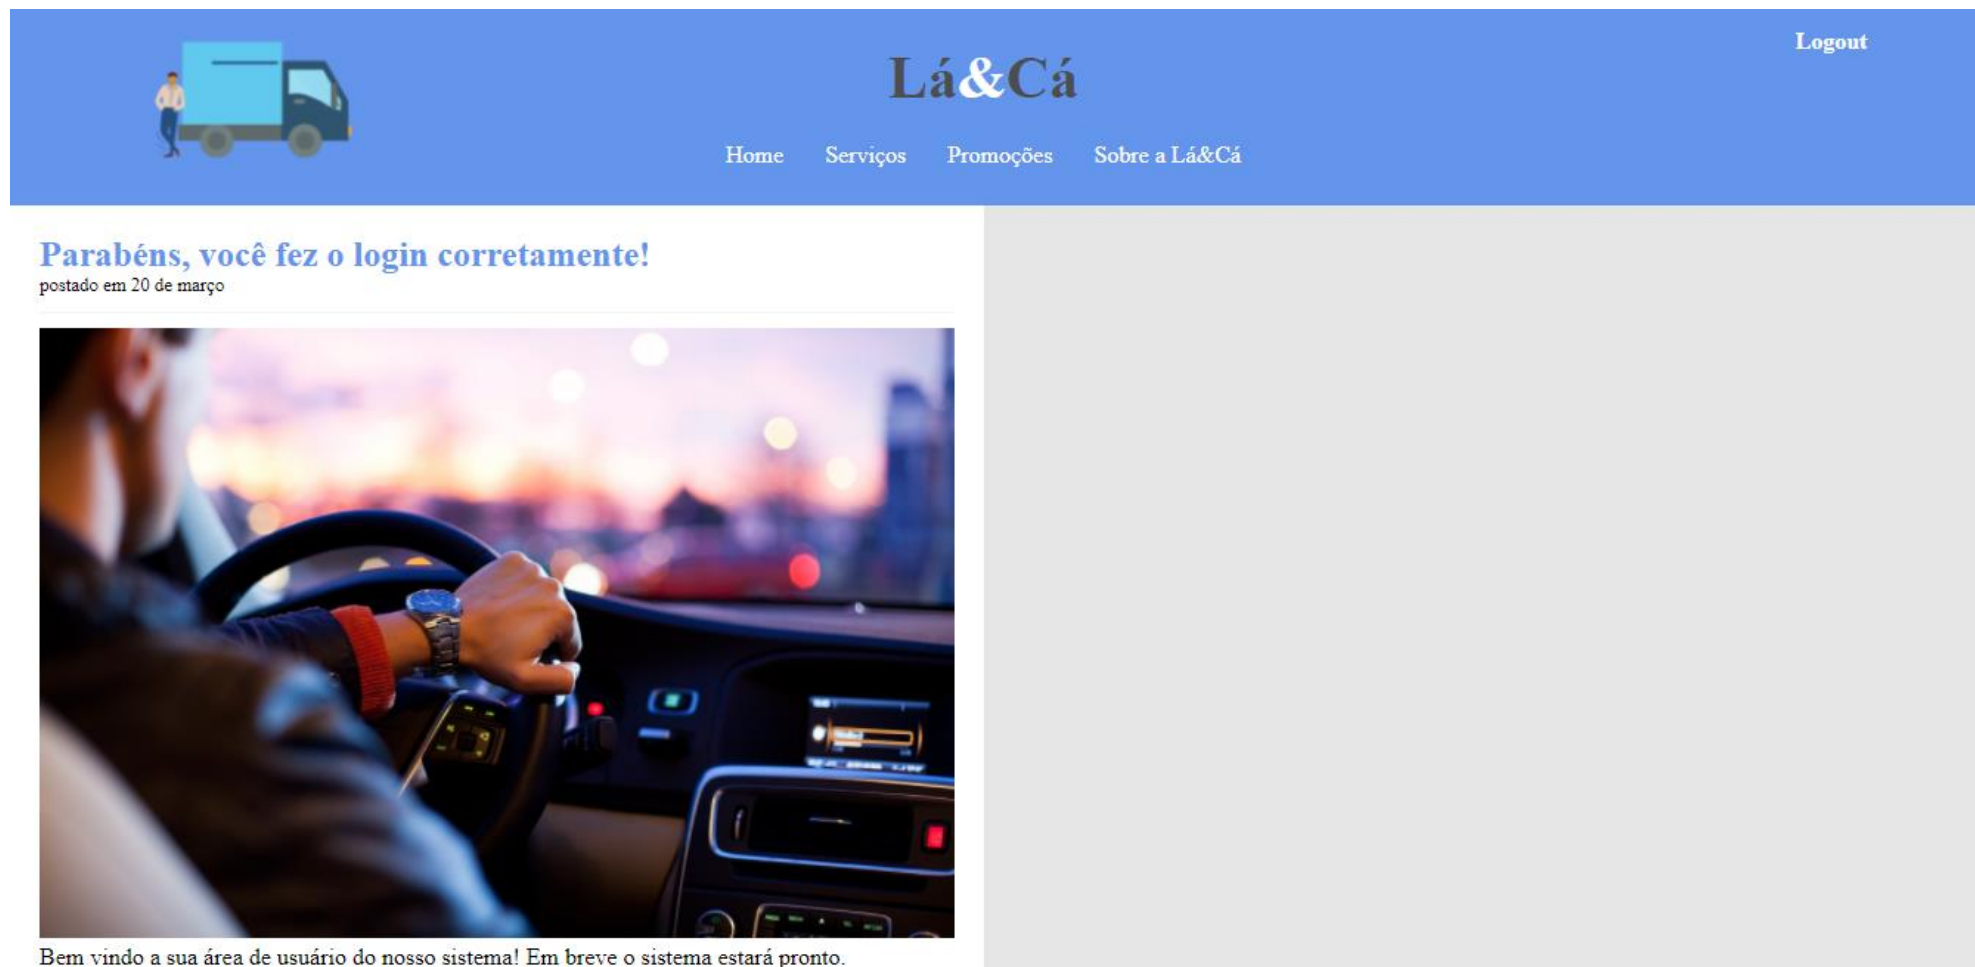 Logout
Lá&Cá
Home Serviços Promoções Sobre a Lá&Cá
Parabéns, você fez o login corretamente!
postado em 20 de março
Bem vindo a sua área de usuário do nosso sistema! Em breve o sistema estará pronto.